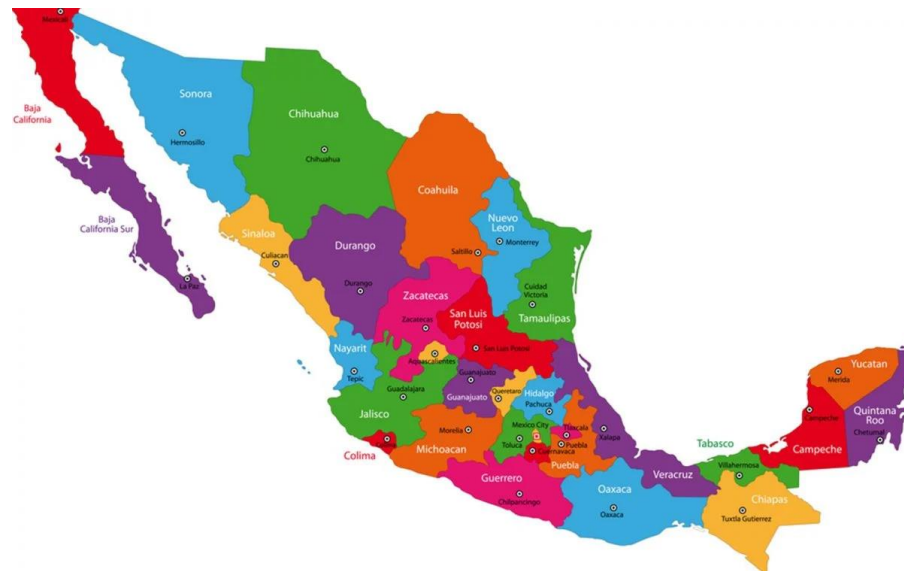 Mexicali
Baja
California
Sonora
Hermosillo
Chihuahua
Chihuahua
Coahuila
Saltillo
Nuevo
Leon
Monterrey
Baja
California Sur
La Paz
Sinaloa
Culiacan
Durango
Durango
Zacatecas
Zacatecas
San Luis
Potosi
San Luis Potosi
Cuidad
Victoria
Tamaulipas
Nayarit
Tepic
Aguascalientes
Guanajuato
Guanajuato
Queretaro
Hidalgo
Pachuca
Guadalajara
Jalisco
Colima
Colima
Morella
Michoacan
Mexico City
Toluca
Cuernavaca
Tlaxcala
Puebla
Puebla
Xalapa
Veracruz
Guerrero
Chilpancingo
Oaxaca
Oaxaca
Tabasco
Villahermosa
Chiapas
Tuxtla Gutierrez
Campeche
Campeche
Yucatan
Merida
Quintana
Roo
Chetumal